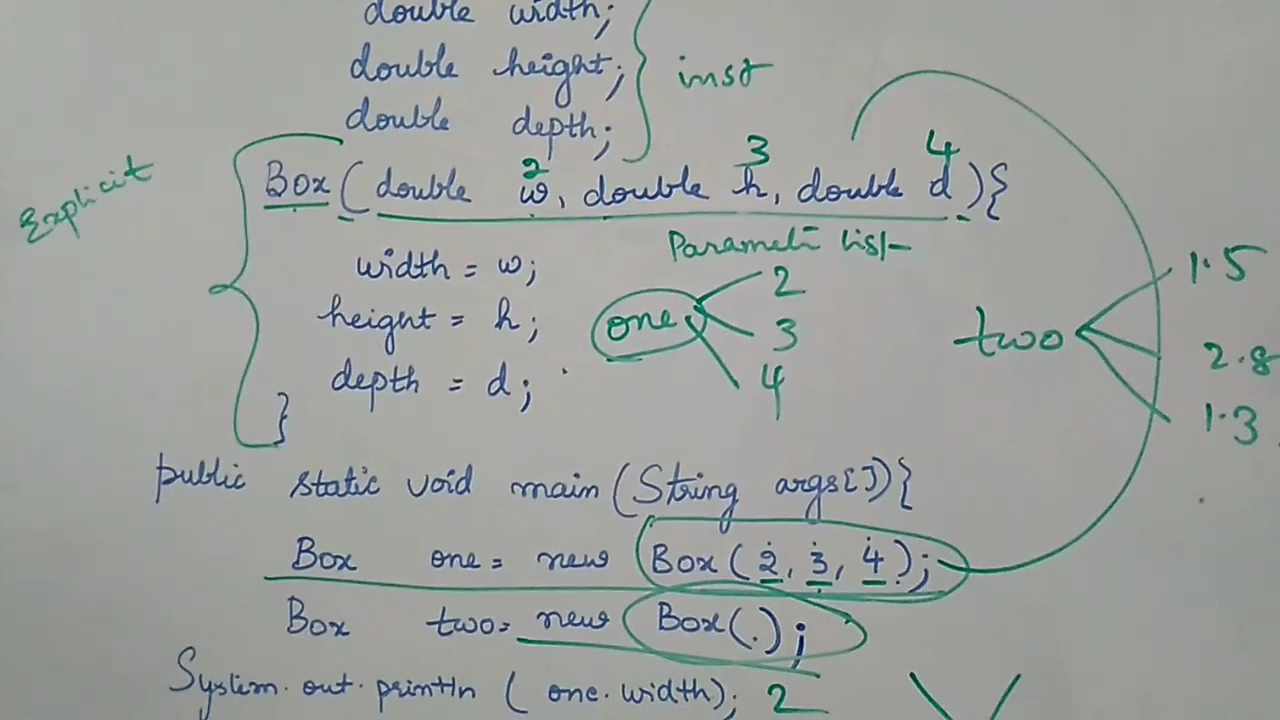 double width;
double height; inst
double depth;
2 3 4
Explicit Box (double w, double h, double d){
width = w; Parameti list
height = h; one 2 3 4
depth = d; two 1.5 2.8 1.3
}
public static void main (String args[]){
Box one = new Box (2, 3, 4);
Box two = new Box(.);
System.out.println ( one.width); 2